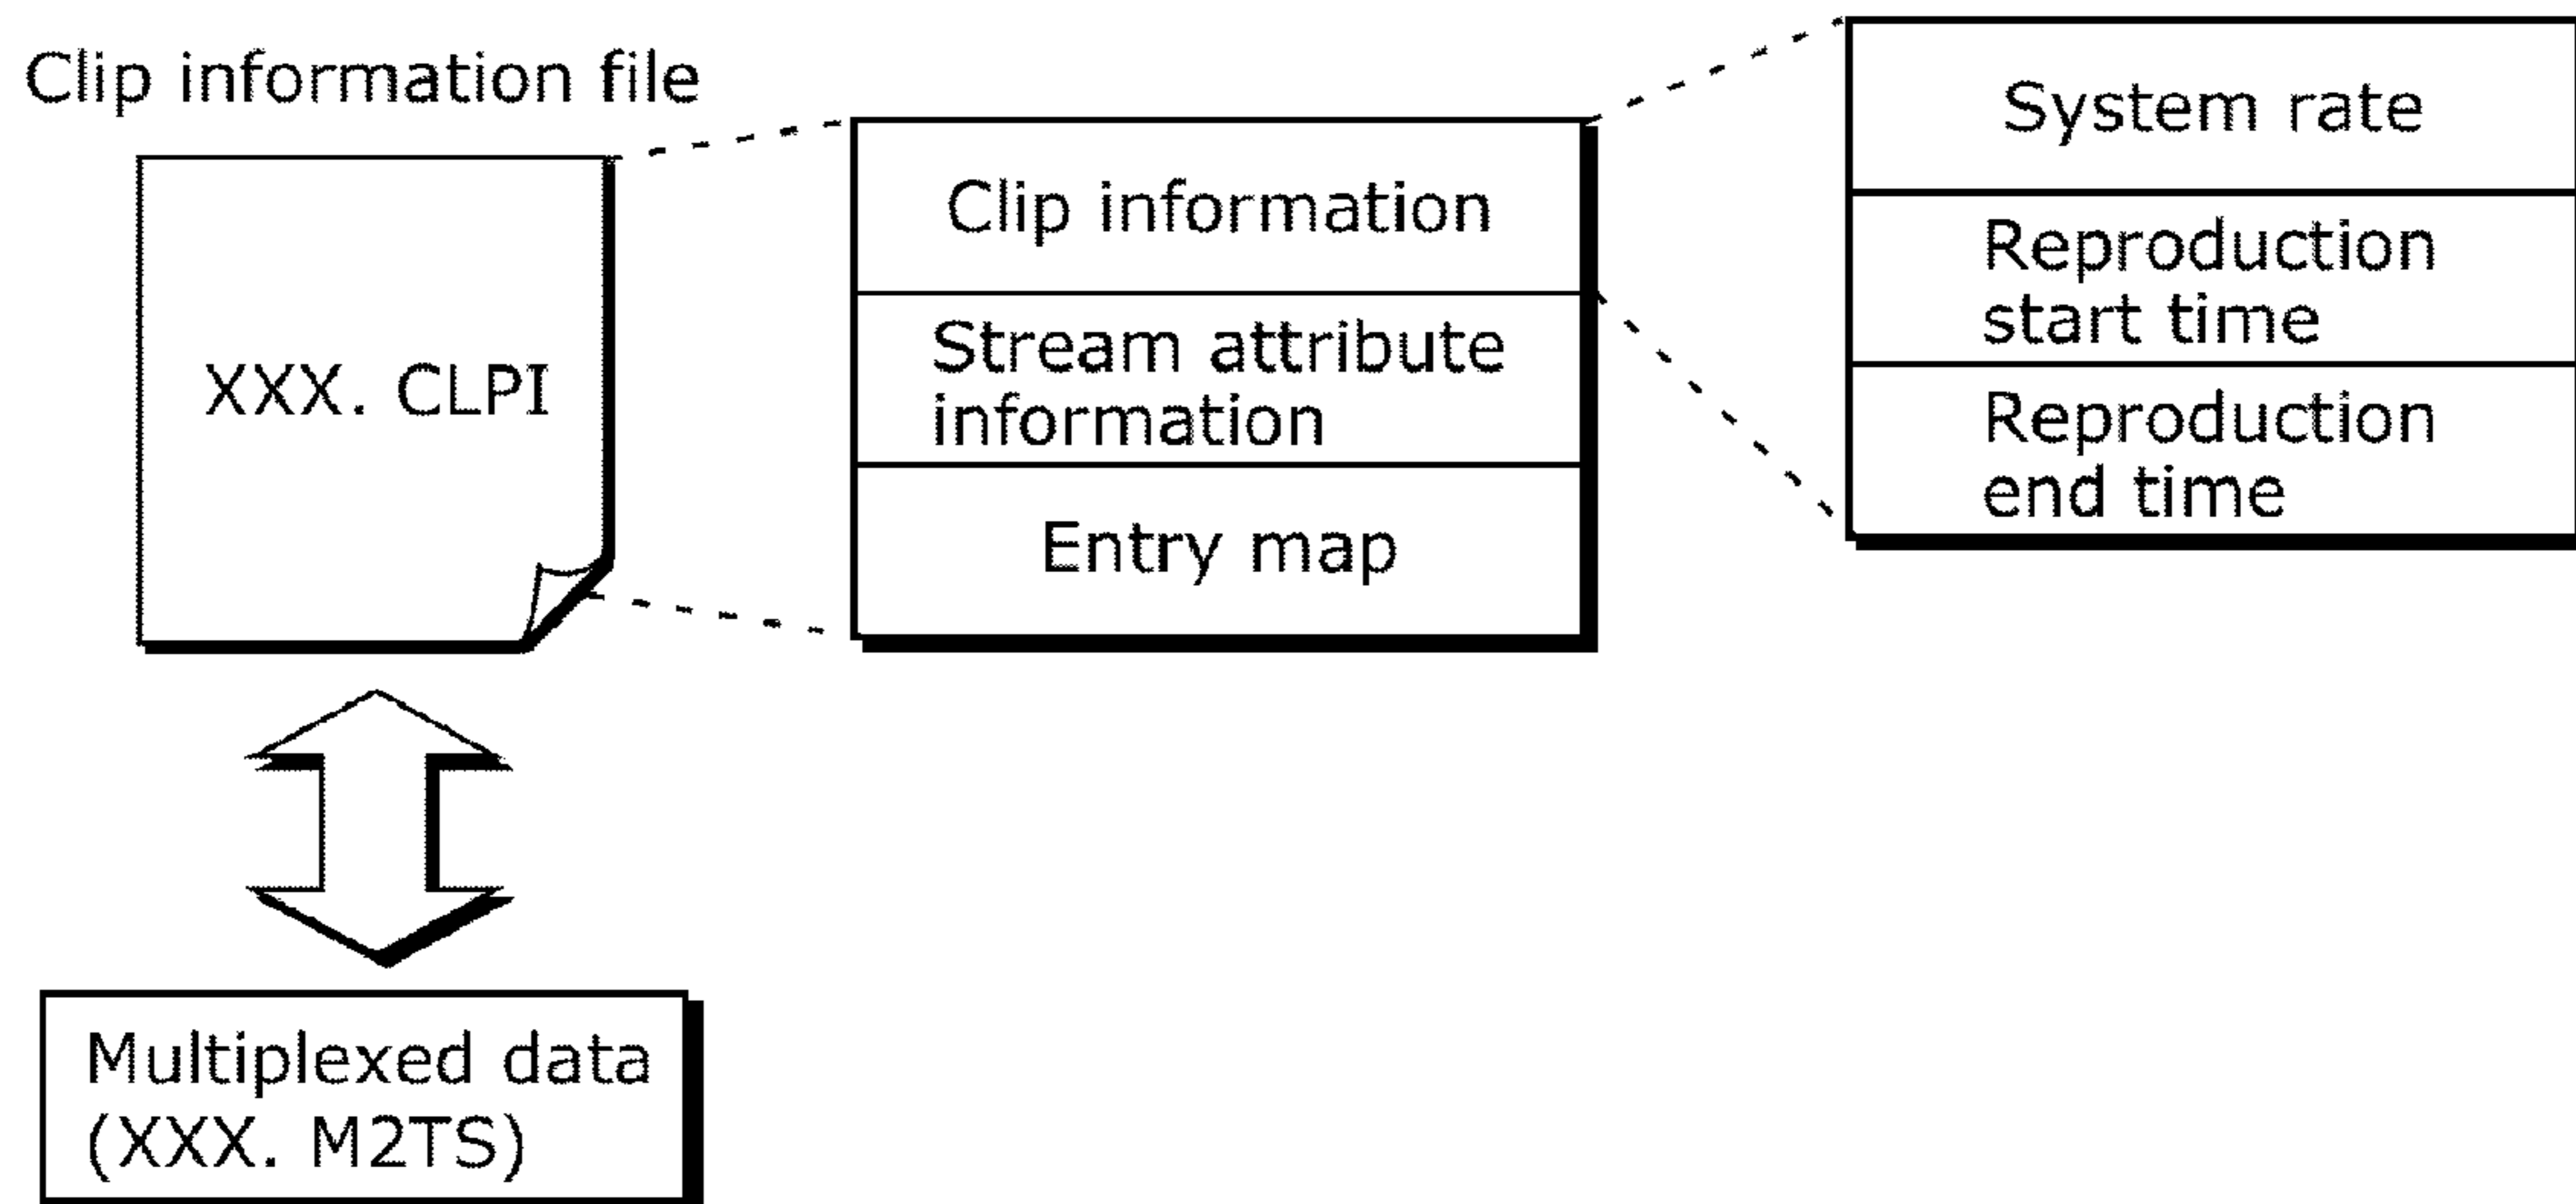 Clip information file
XXX. CLPI
Clip information
Stream attribute
information
Entry map
System rate
Reproduction
start time
Reproduction
end time
Multiplexed data
(XXX. M2TS)